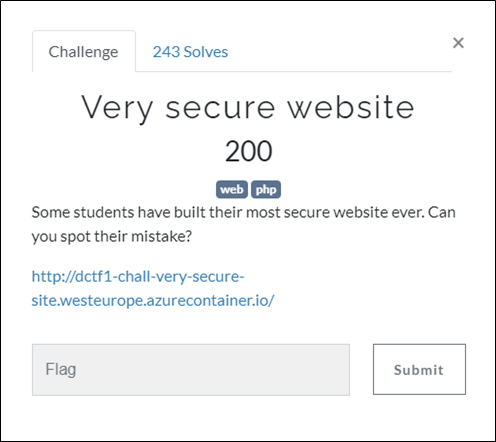 Challenge
243 Solves
×
Very secure website
200
web php
Some students have built their most secure website ever. Can
you spot their mistake?
http://dctf1-chall-very-secure-
site.westeurope.azurecontainer.io/
Flag
Submit